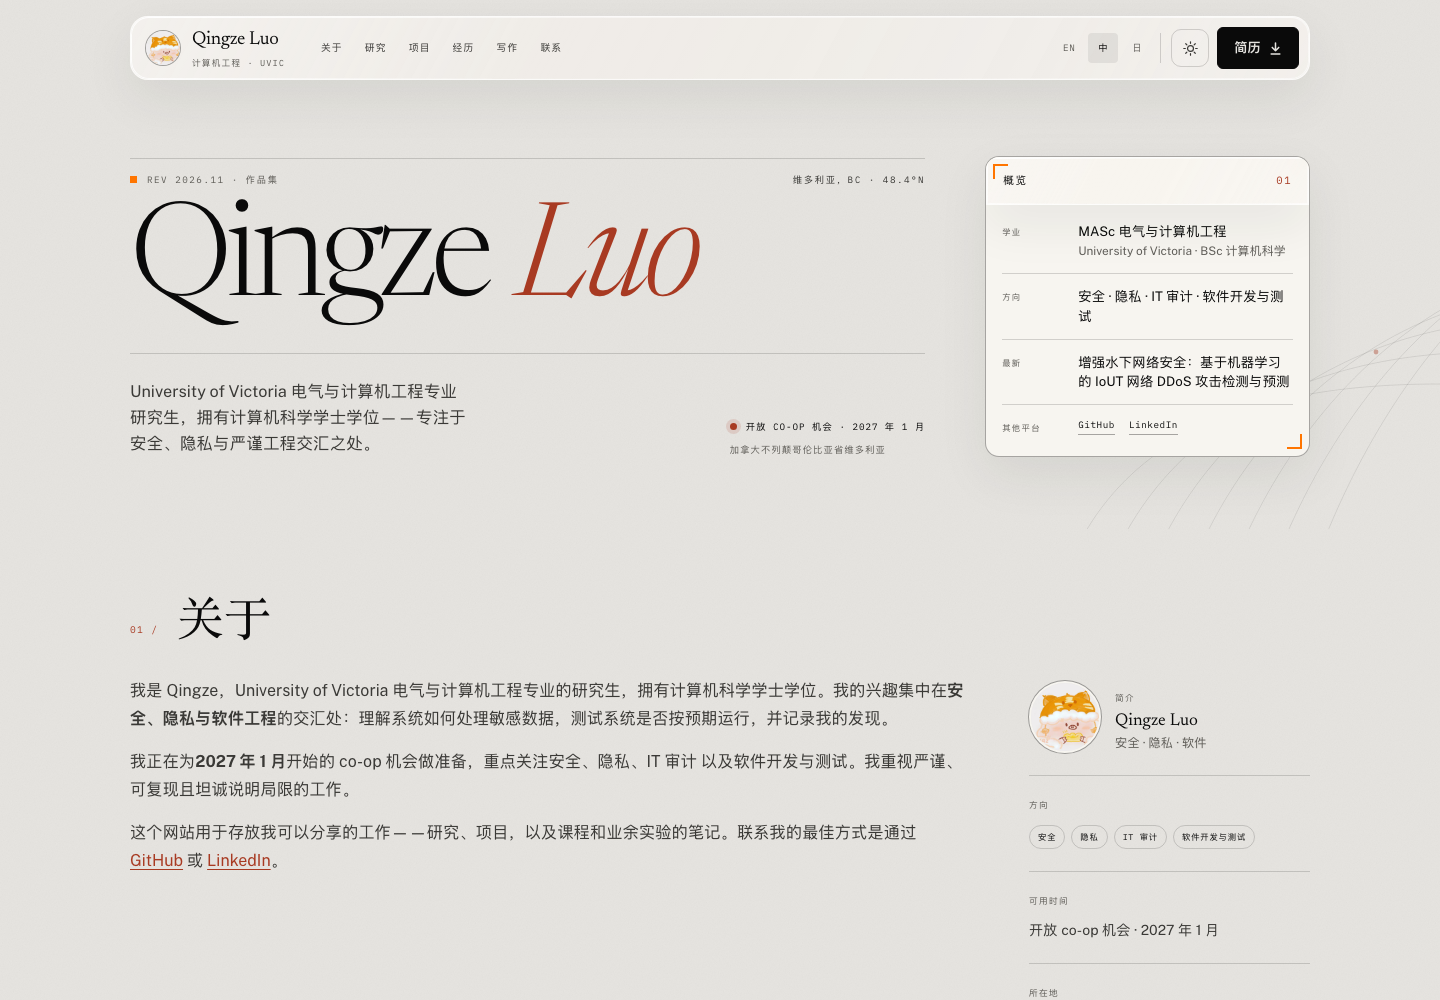 Qingze Luo
计算机工程 · UVIC
关于 研究 项目 经历 写作 联系
EN 中 日
简历
REV 2026.11 · 作品集
维多利亚, BC · 48.4°N
Qingze Luo
University of Victoria 电气与计算机工程专业
研究生，拥有计算机科学学士学位——专注于
安全、隐私与严谨工程交汇之处。
开放 CO-OP 机会 · 2027 年 1 月
加拿大不列颠哥伦比亚省维多利亚
概览 01
学业
MASc 电气与计算机工程
University of Victoria · BSc 计算机科学
方向
安全 · 隐私 · IT 审计 · 软件开发与测
试
最新
增强水下网络安全：基于机器学习
的 IoUT 网络 DDoS 攻击检测与预测
其他平台
GitHub LinkedIn
01 /
关于
我是 Qingze，University of Victoria 电气与计算机工程专业的研究生，拥有计算机科学学士学位。我的兴趣集中在安
全、隐私与软件工程的交汇处：理解系统如何处理敏感数据，测试系统是否按预期运行，并记录我的发现。
我正在为2027 年 1 月开始的 co-op 机会做准备，重点关注安全、隐私、IT 审计 以及软件开发与测试。我重视严谨、
可复现且坦诚说明局限的工作。
这个网站用于存放我可以分享的工作——研究、项目，以及课程和业余实验的笔记。联系我的最佳方式是通过
GitHub 或 LinkedIn。
简介
Qingze Luo
安全 · 隐私 · 软件
方向
安全 隐私 IT 审计 软件开发与测试
可用时间
开放 co-op 机会 · 2027 年 1 月
所在地